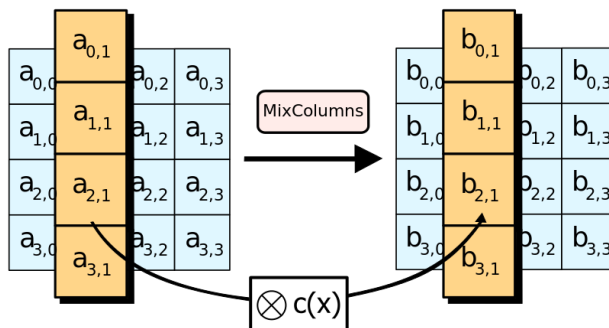 a0,1 b0,1
a0,0 a0,2 a0,3 b0,0 b0,2 b0,3
MixColumns
a1,0 a1,1 a1,2 a1,3 b1,0 b1,1 b1,2 b1,3
a2,0 a2,1 a2,2 a2,3 b2,0 b2,1 b2,2 b2,3
a3,0 a3,2 a3,3 b3,0 b3,2 b3,3
a3,1 b3,1
⊗ c(x)